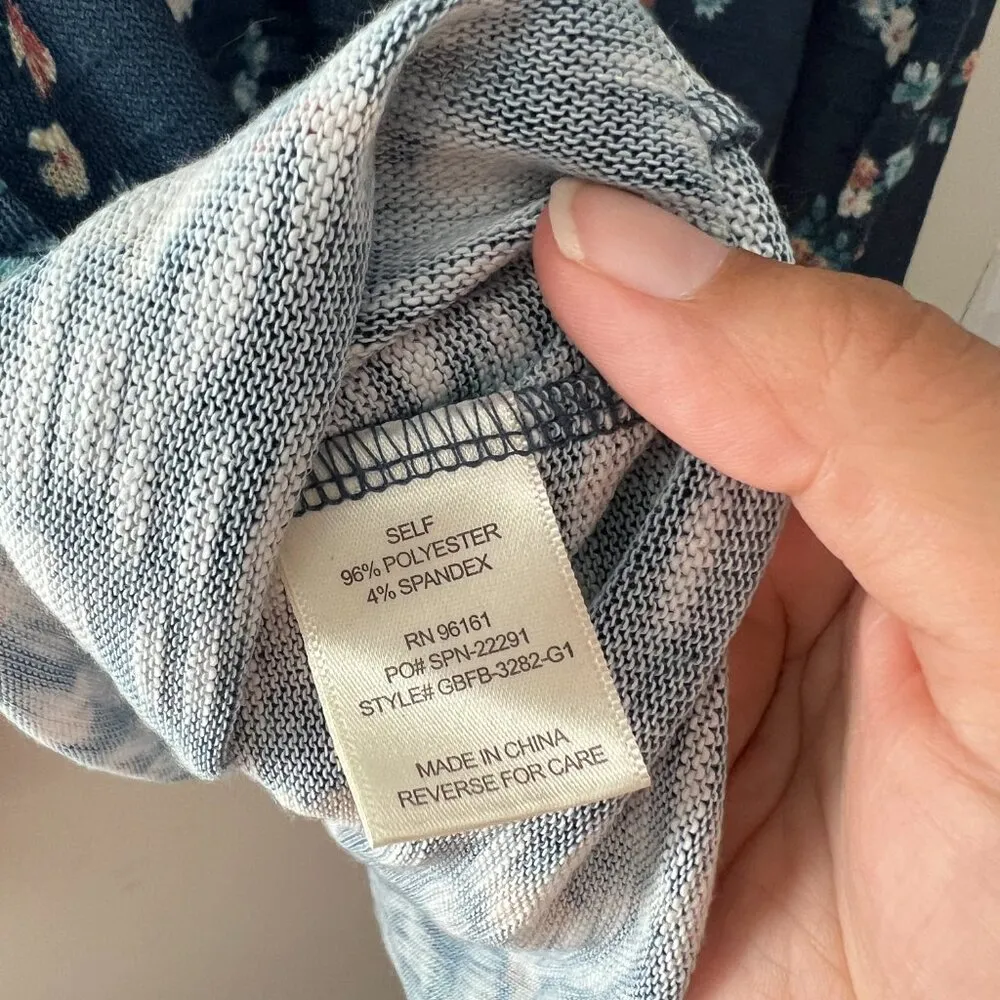 SELF
96% POLYESTER
4% SPANDEX
RN 96161
PO# SPN-22291
STYLE# GBFB-3282-G1
MADE IN CHINA
REVERSE FOR CARE